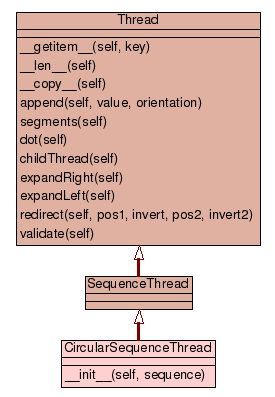 Thread
__getitem__(self, key)
__len__(self)
__copy__(self)
append(self, value, orientation)
segments(self)
dot(self)
childThread(self)
expandRight(self)
expandLeft(self)
redirect(self, pos1, invert, pos2, invert2)
validate(self)
SequenceThread
CircularSequenceThread
__init__(self, sequence)